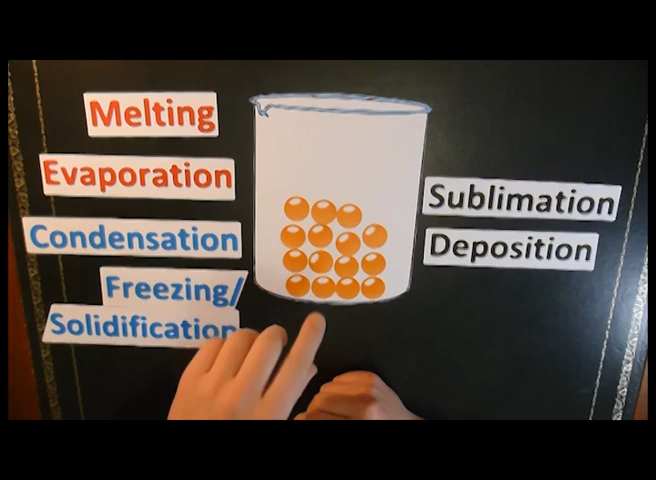 Melting
Evaporation
Condensation
Freezing/
Solidification
Sublimation
Deposition